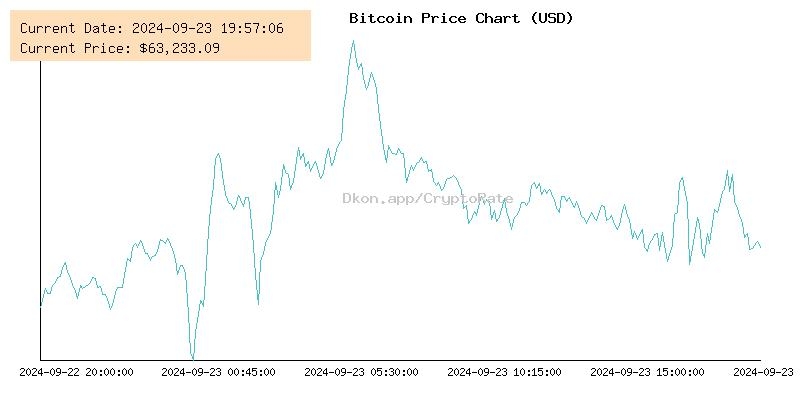 Bitcoin Price Chart (USD)
Current Date: 2024-09-23 19:57:06
Current Price: $63,233.09
Dkon.app/CryptoRate
2024-09-22 20:00:00 2024-09-23 00:45:00 2024-09-23 05:30:00 2024-09-23 10:15:00 2024-09-23 15:00:00 2024-09-23